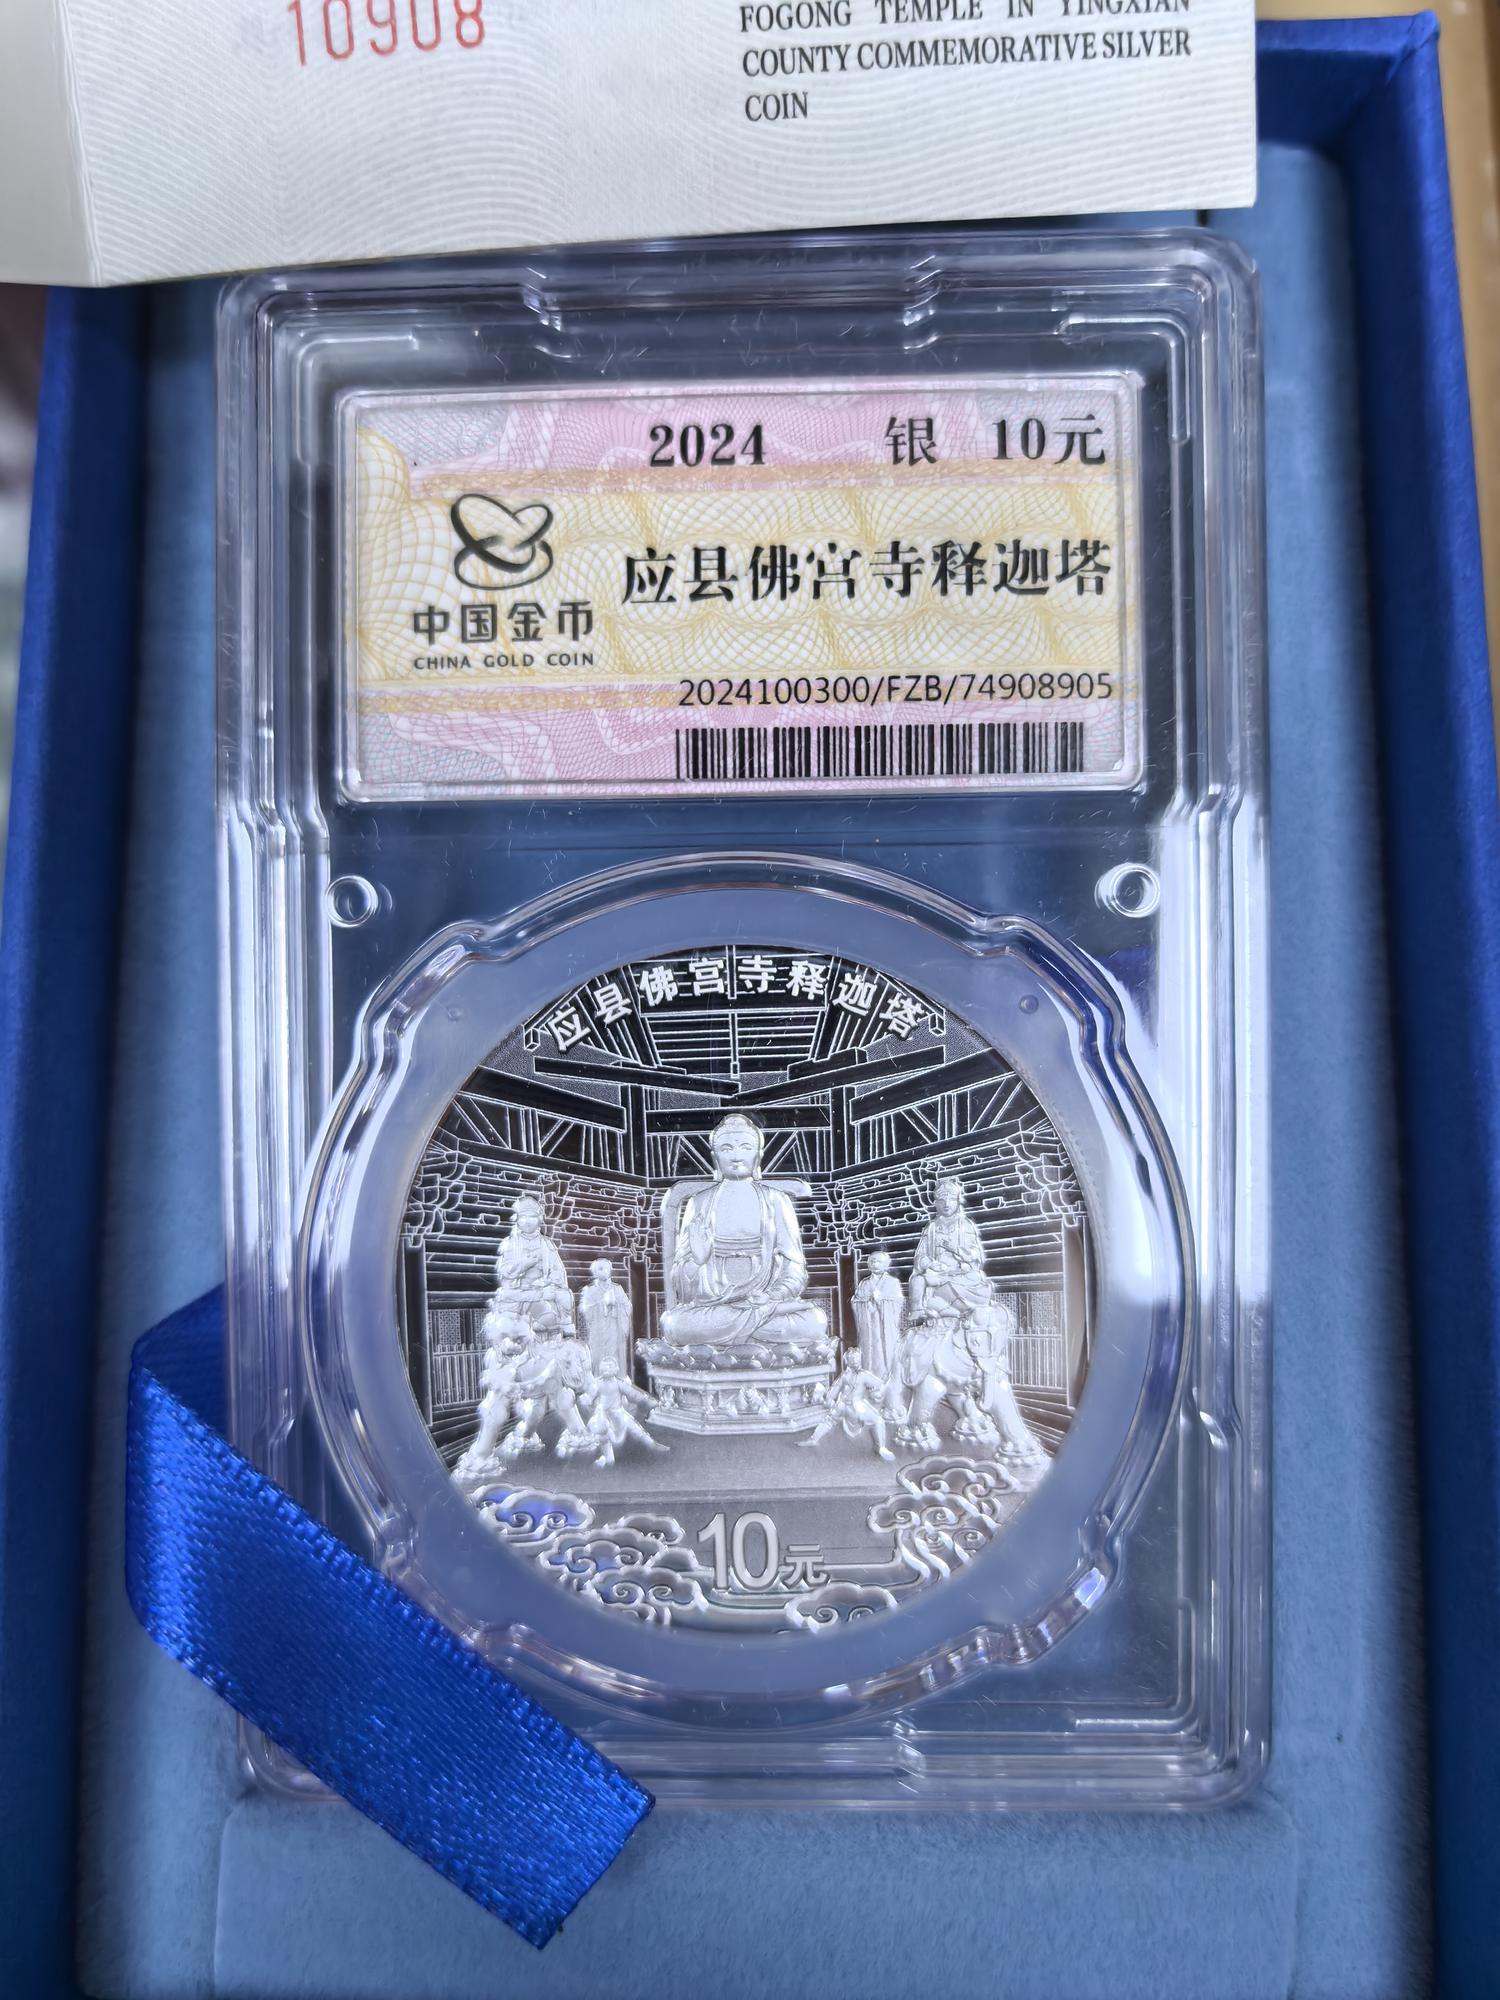 10908
FOGONG TEMPLE IN YINGXIAN
COUNTY COMMEMORATIVE SILVER
COIN
2024 银 10元
应县佛宫寺释迦塔
中国金币
CHINA GOLD COIN
2024100300/FZB/74908905
应县佛宫寺释迦塔
10元